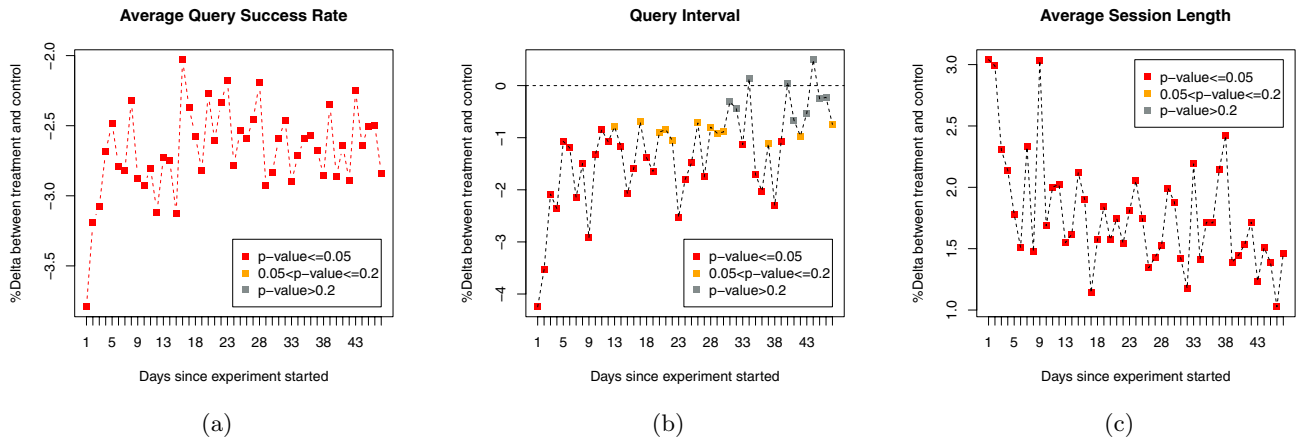 Average Query Success Rate
%Delta between treatment and control
−2.0
−2.5
−3.0
−3.5
p−value<=0.05
0.05<p−value<=0.2
p−value>0.2
1 5 8 13 18 23 28 33 38 43
Days since experiment started
(a)
Query Interval
%Delta between treatment and control
0
−1
−2
−3
−4
p−value<=0.05
0.05<p−value<=0.2
p−value>0.2
1 5 9 13 18 23 28 33 38 43
Days since experiment started
(b)
Average Session Length
%Delta between treatment and control
3.0
2.5
2.0
1.5
1.0
p−value<=0.05
0.05<p−value<=0.2
p−value>0.2
1 5 9 13 18 23 28 33 38 43
Days since experiment started
(c)